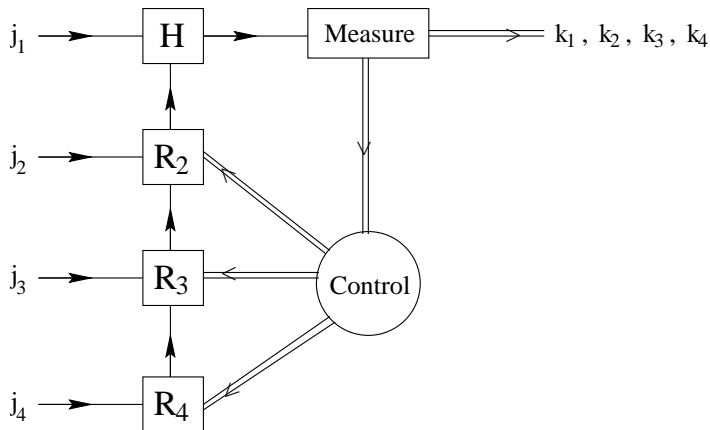 j1 H Measure k1 , k2 , k3 , k4
j2 R2
j3 R3 Control
j4 R4